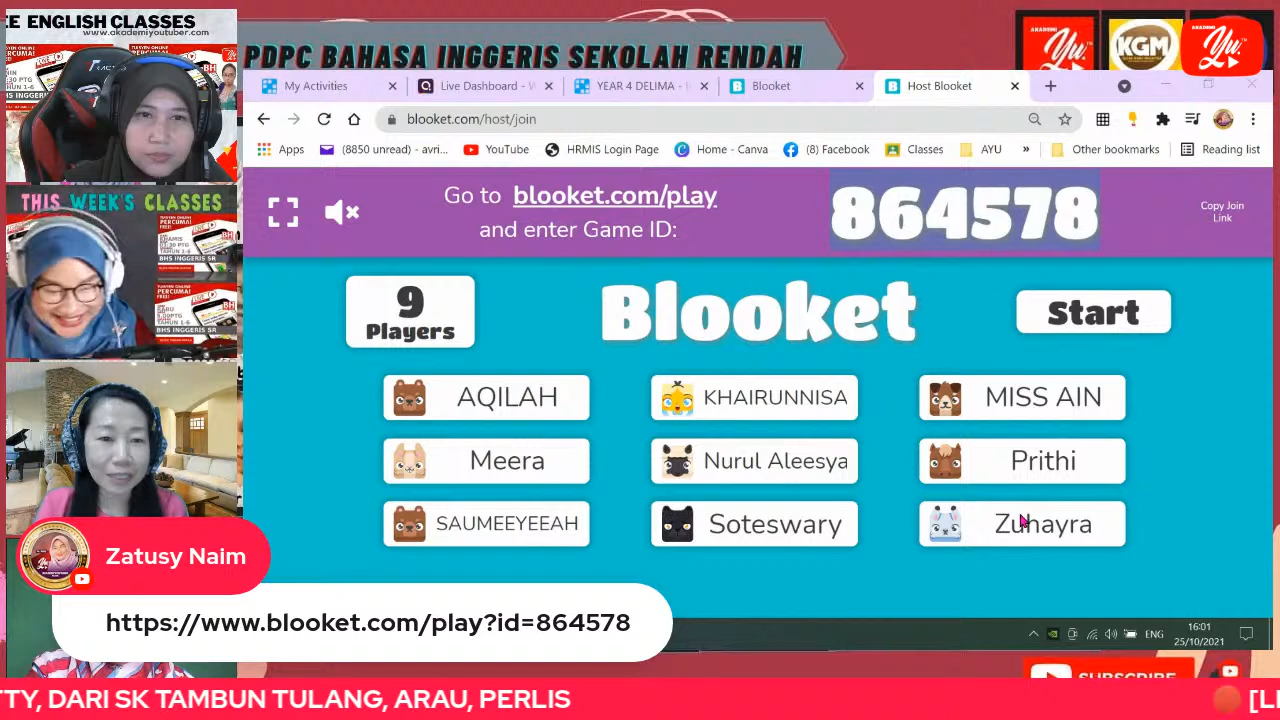 EE ENGLISH CLASSES
www.akademiyoutuber.com
PDPC BAHASA INGGERIS SEKOLAH RENDAH
KGM
My Activities
Live Dashboard - W
YEAR 4 DELIMA -
Blooket
Host Blooket
blooket.com/host/join
Apps
(8850 unread) - avri...
YouTube
HRMIS Login Page
Home - Canva
(8) Facebook
Classes
AYU
»
Other bookmarks
Reading list
THIS WEEK'S CLASSES
Go to blooket.com/play
and enter Game ID:
864578
Copy Join
Link
9
Players
Blooket
Start
AQILAH
KHAIRUNNISA
MISS AIN
Meera
Nurul Aleesya
Prithi
SAUMEEYEEAH
Soteswary
Zuhayra
Zatusy Naim
https://www.blooket.com/play?id=864578
ENG
16:01
25/10/2021
SUBSCRIBE
TTY, DARI SK TAMBUN TULANG, ARAU, PERLIS
[LI